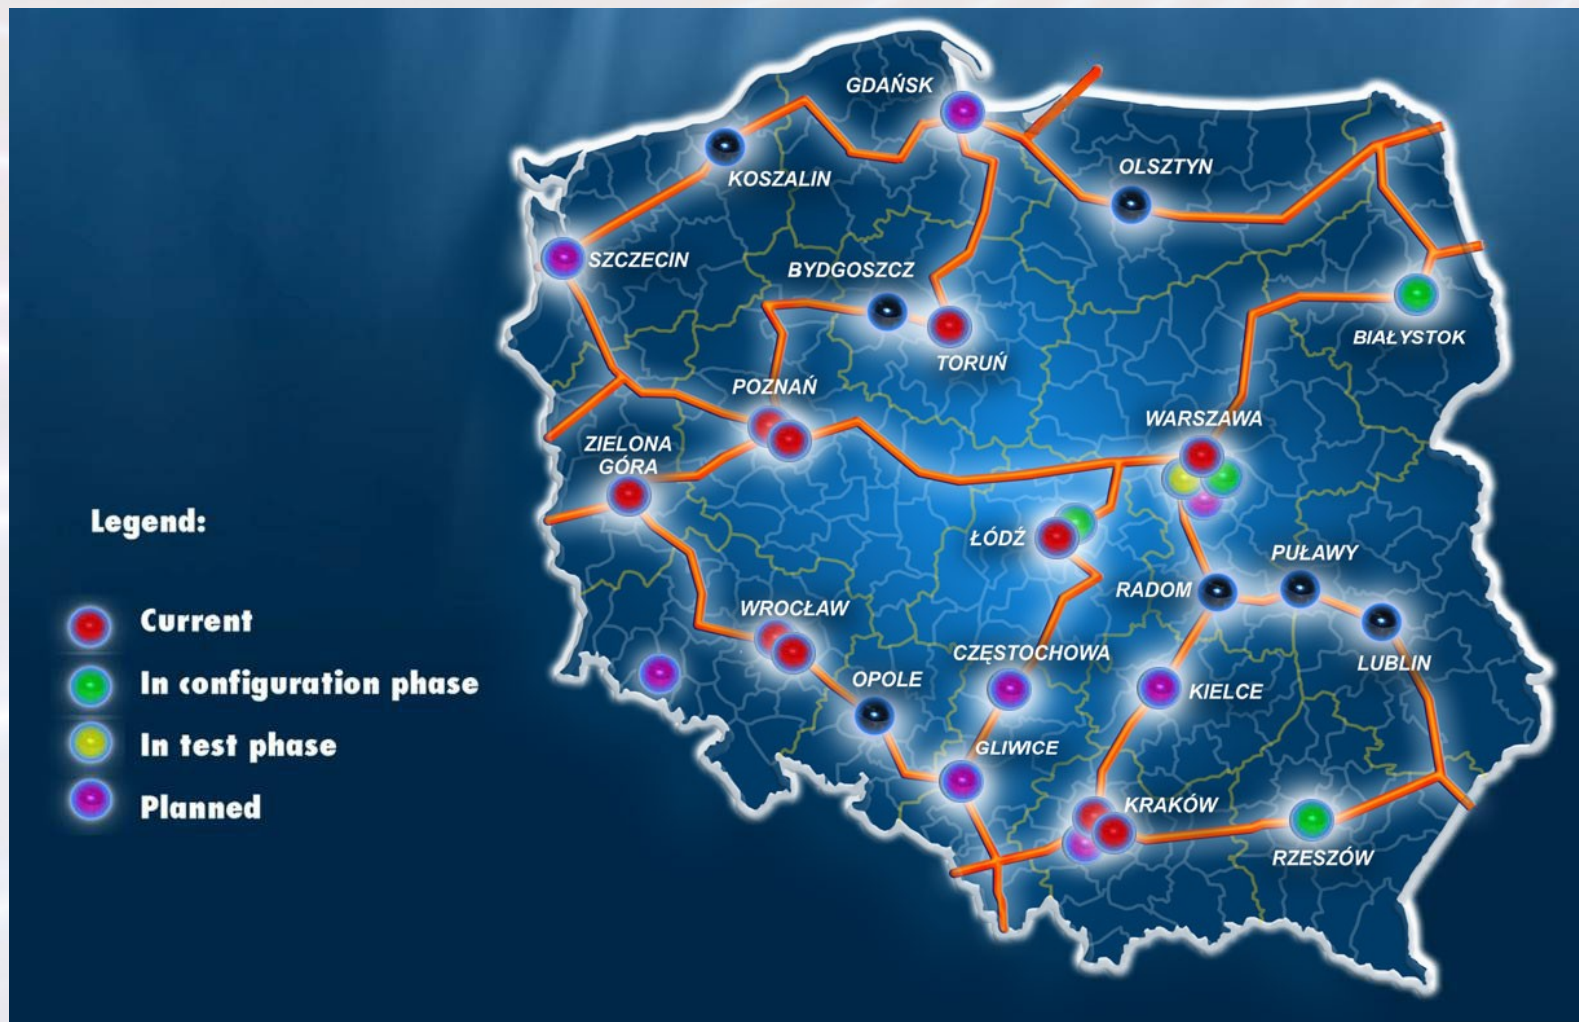 GDAŃSK
KOSZALIN
OLSZTYN
SZCZECIN
BYDGOSZCZ
BIAŁYSTOK
TORUŃ
POZNAŃ
WARSZAWA
ZIELONA
GÓRA
Legend:
ŁÓDŹ
PUŁAWY
RADOM
Current
WROCŁAW
CZĘSTOCHOWA
LUBLIN
OPOLE
KIELCE
In configuration phase
In test phase
GLIWICE
Planned
KRAKÓW
RZESZÓW